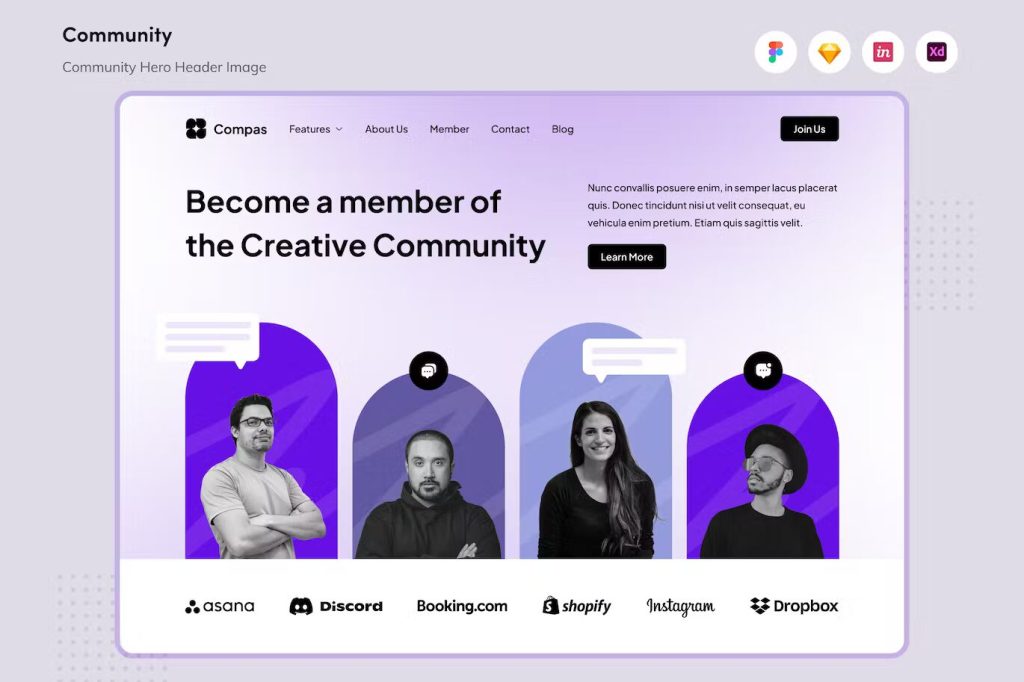 Community
Community Hero Header Image
in
Xd
Compas
Features
About Us
Member
Contact
Blog
Join Us
Become a member of
the Creative Community
Nunc convallis posuere enim, in semper lacus placerat
quis. Donec tincidunt nisi ut velit consequat, eu
vehicula enim pretium. Etiam quis sagittis velit.
Learn More
asana
Discord
Booking.com
shopify
Instagram
Dropbox